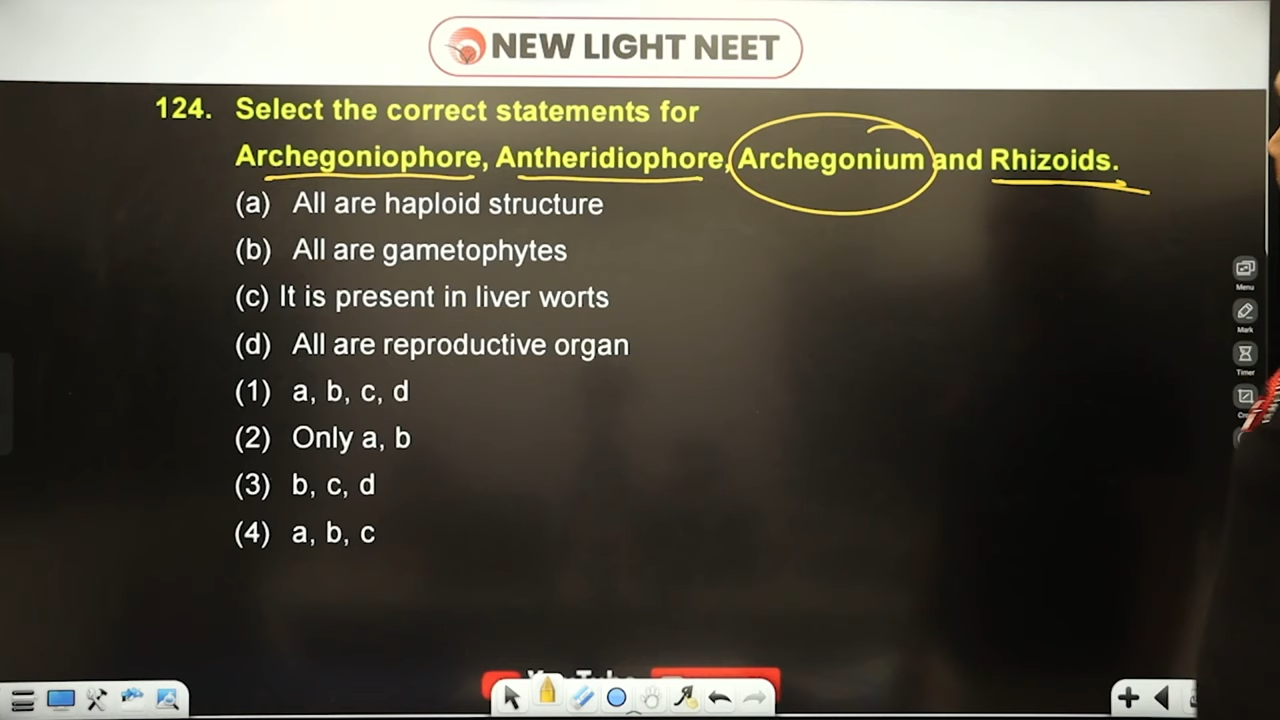 NEW LIGHT NEET
124. Select the correct statements for
Archegoniophore, Antheridiophore, Archegonium and Rhizoids.
(a) All are haploid structure
(b) All are gametophytes
(c) It is present in liver worts
(d) All are reproductive organ
(1) a, b, c, d
(2) Only a, b
(3) b, c, d
(4) a, b, c
Menu
Mark
Timer
YouTube